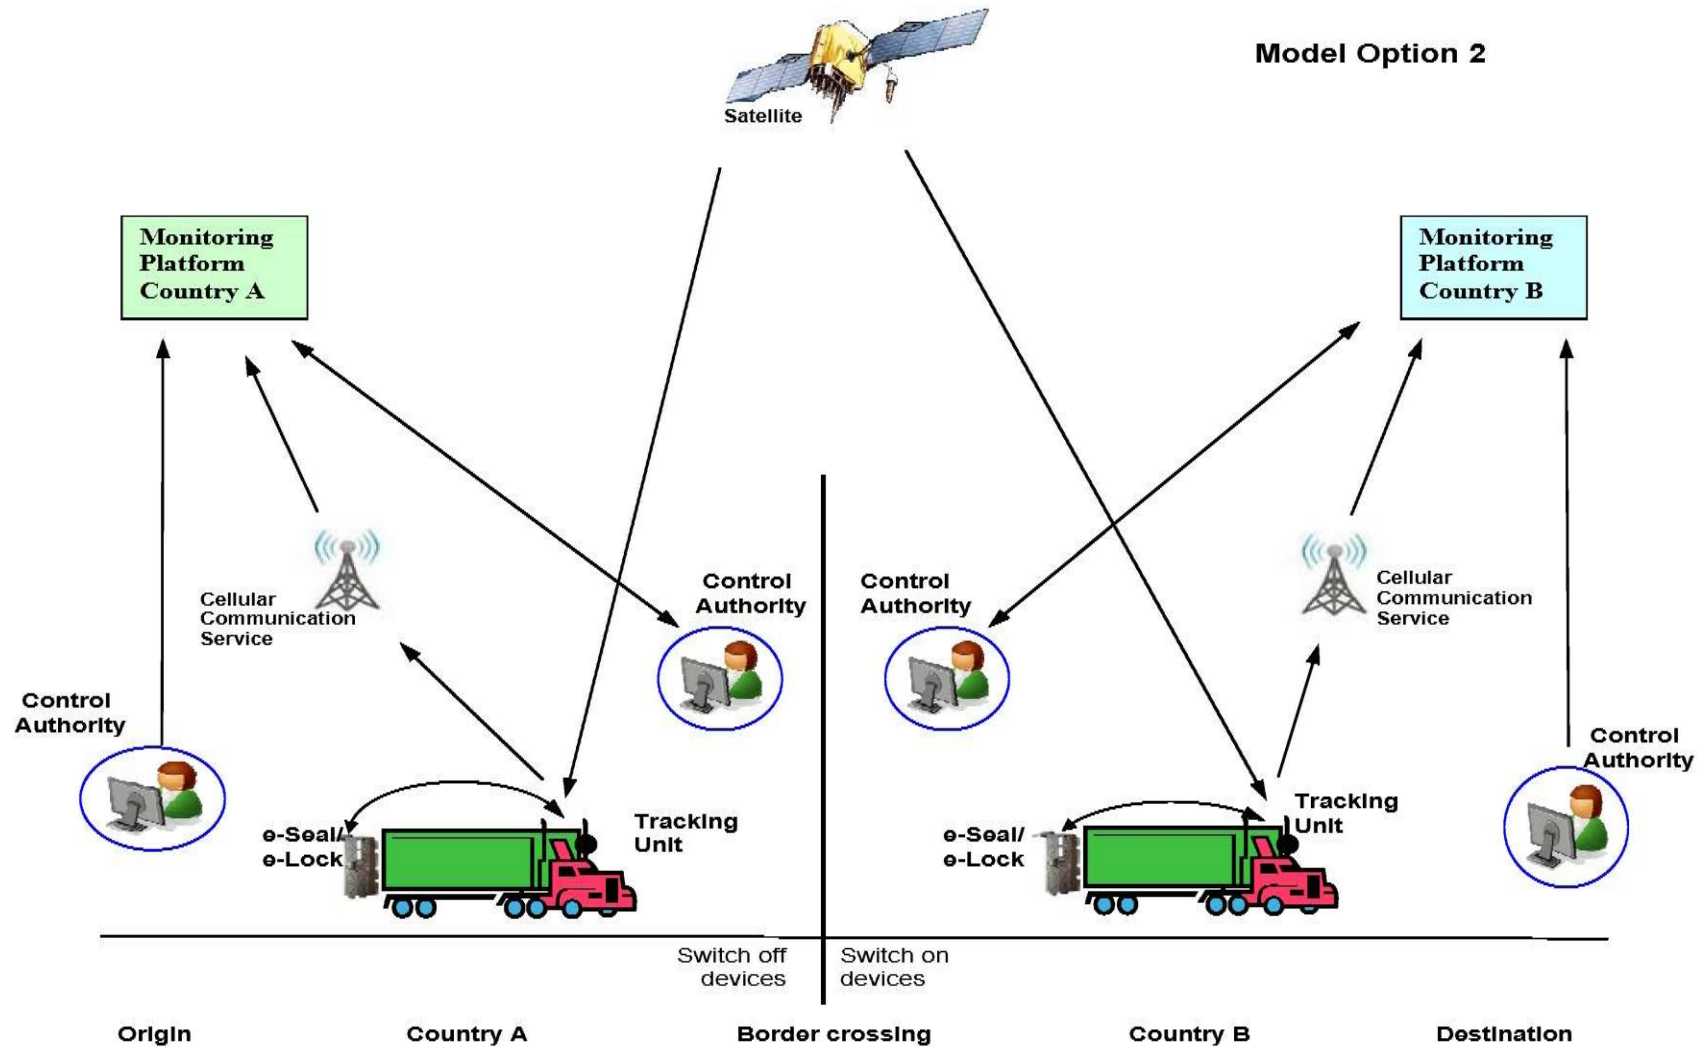 Model Option 2
Satellite
Monitoring
Platform
Country A
Monitoring
Platform
Country B
Cellular
Communication
Service
Control
Authority
Control
Authority
Cellular
Communication
Service
Control
Authority
Control
Authority
e-Seal/
e-Lock
Tracking
Unit
e-Seal/
e-Lock
Tracking
Unit
Switch off
devices
Switch on
devices
Origin
Country A
Border crossing
Country B
Destination